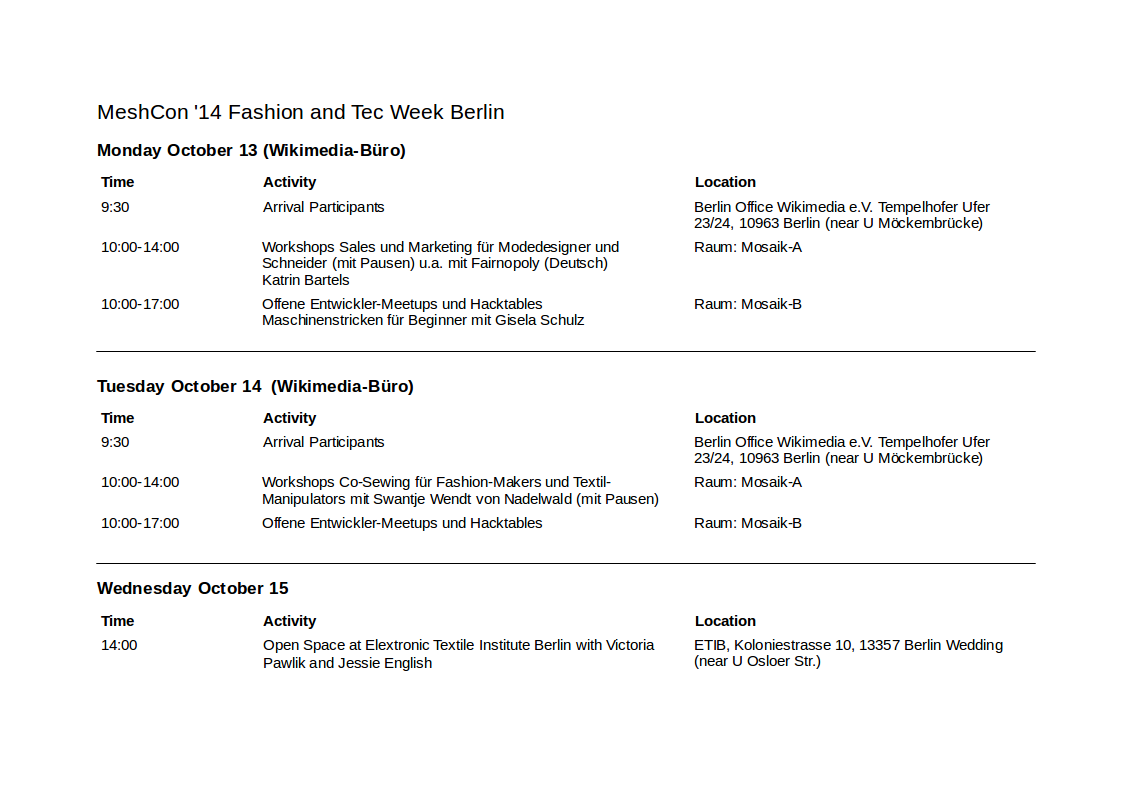 MeshCon '14 Fashion and Tec Week Berlin
Monday October 13 (Wikimedia-Büro)
Time Activity Location
9:30 Arrival Participants Berlin Office Wikimedia e.V. Tempelhofer Ufer
23/24, 10963 Berlin (near U Möckernbrücke)
10:00-14:00 Workshops Sales und Marketing für Modedesigner und Raum: Mosaik-A
Schneider (mit Pausen) u.a. mit Fairnopoly (Deutsch)
Katrin Bartels
10:00-17:00 Offene Entwickler-Meetups und Hacktables Raum: Mosaik-B
Maschinenstricken für Beginner mit Gisela Schulz
Tuesday October 14 (Wikimedia-Büro)
Time Activity Location
9:30 Arrival Participants Berlin Office Wikimedia e.V. Tempelhofer Ufer
23/24, 10963 Berlin (near U Möckernbrücke)
10:00-14:00 Workshops Co-Sewing für Fashion-Makers und Textil- Raum: Mosaik-A
Manipulators mit Swantje Wendt von Nadelwald (mit Pausen)
10:00-17:00 Offene Entwickler-Meetups und Hacktables Raum: Mosaik-B
Wednesday October 15
Time Activity Location
14:00 Open Space at Elextronic Textile Institute Berlin with Victoria ETIB, Koloniestrasse 10, 13357 Berlin Wedding
Pawlik and Jessie English (near U Osloer Str.)